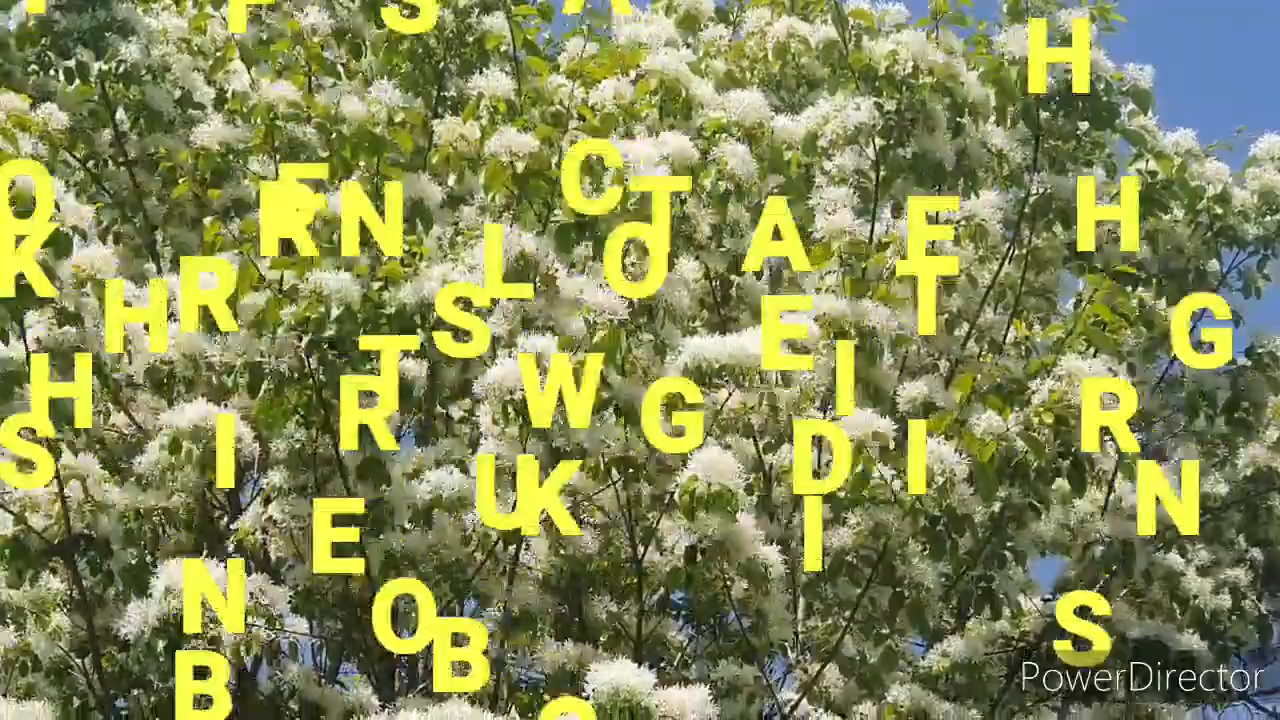 F S
H
C
O F N T A E H
K R L O T
H R S E G
H T W I
R G R
S I D I
U K N
E I
N O S
B B
PowerDirector